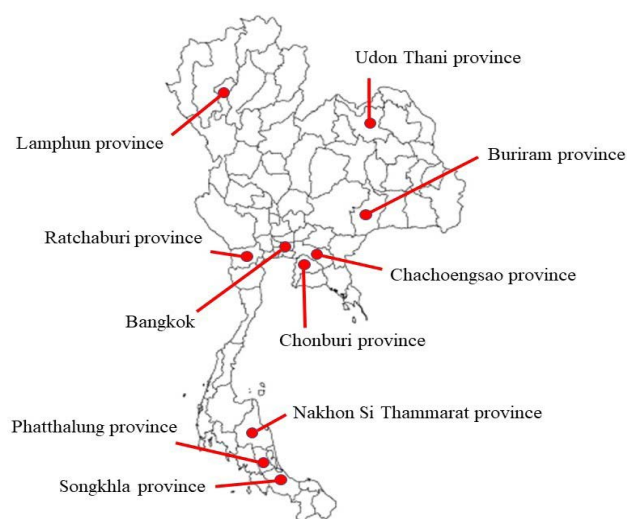 Udon Thani province
Lamphun province
Buriram province
Ratchaburi province
Chachoengsao province
Bangkok
Chonburi province
Nakhon Si Thammarat province
Phatthalung province
Songkhla province